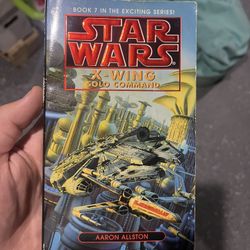 BOOK 7 IN THE EXCITING SERIES!
STAR
WARS
X-WING
SOLO COMMAND
AARON ALLSTON